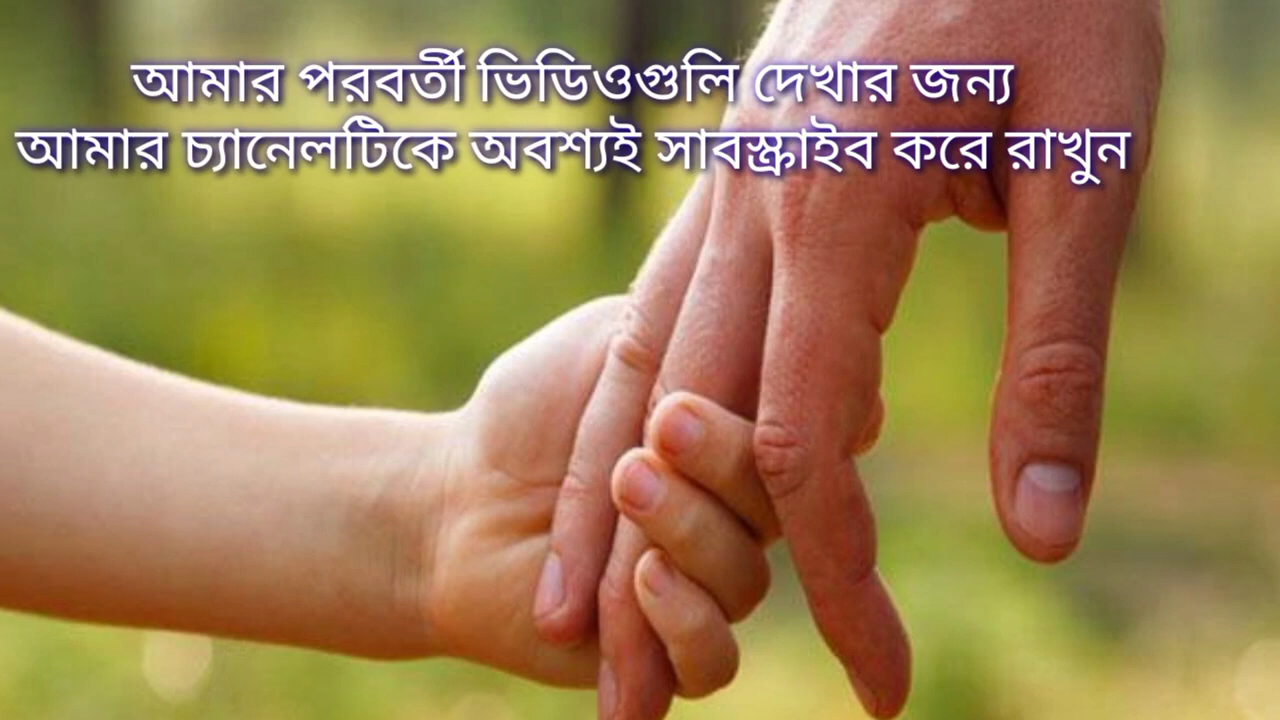 আমার পরবর্তী ভিডিওগুলি দেখার জন্য
আমার চ্যানেলটিকে অবশ্যই সাবস্ক্রাইব করে রাখুন